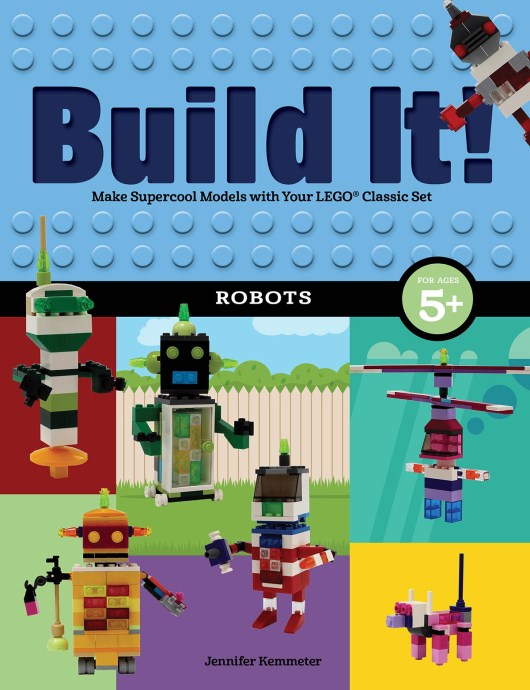 Build It!
Make Supercool Models with Your LEGO® Classic Set
FOR AGES
5+
ROBOTS
Jennifer Kemmeter